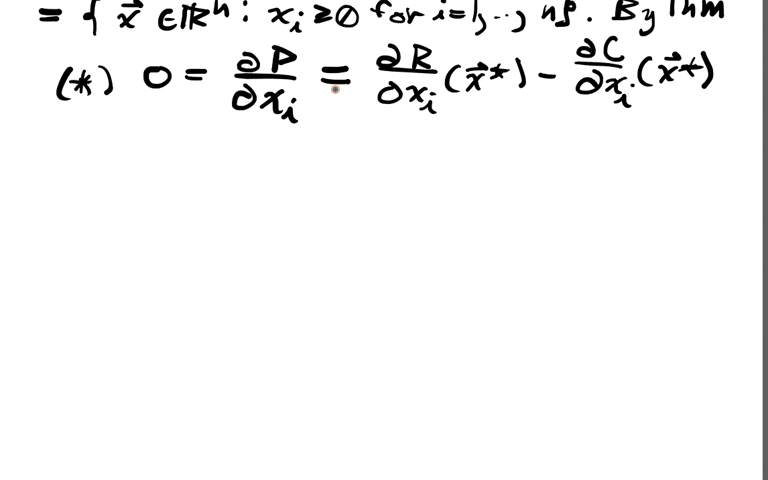 = { x⃗ ∈ ℝⁿ : xᵢ ≥ 0 for i=1,..., n}. By Thm
(*) 0 = ∂P/∂xᵢ = ∂R/∂xᵢ (x⃗*) - ∂C/∂xᵢ (x⃗*)